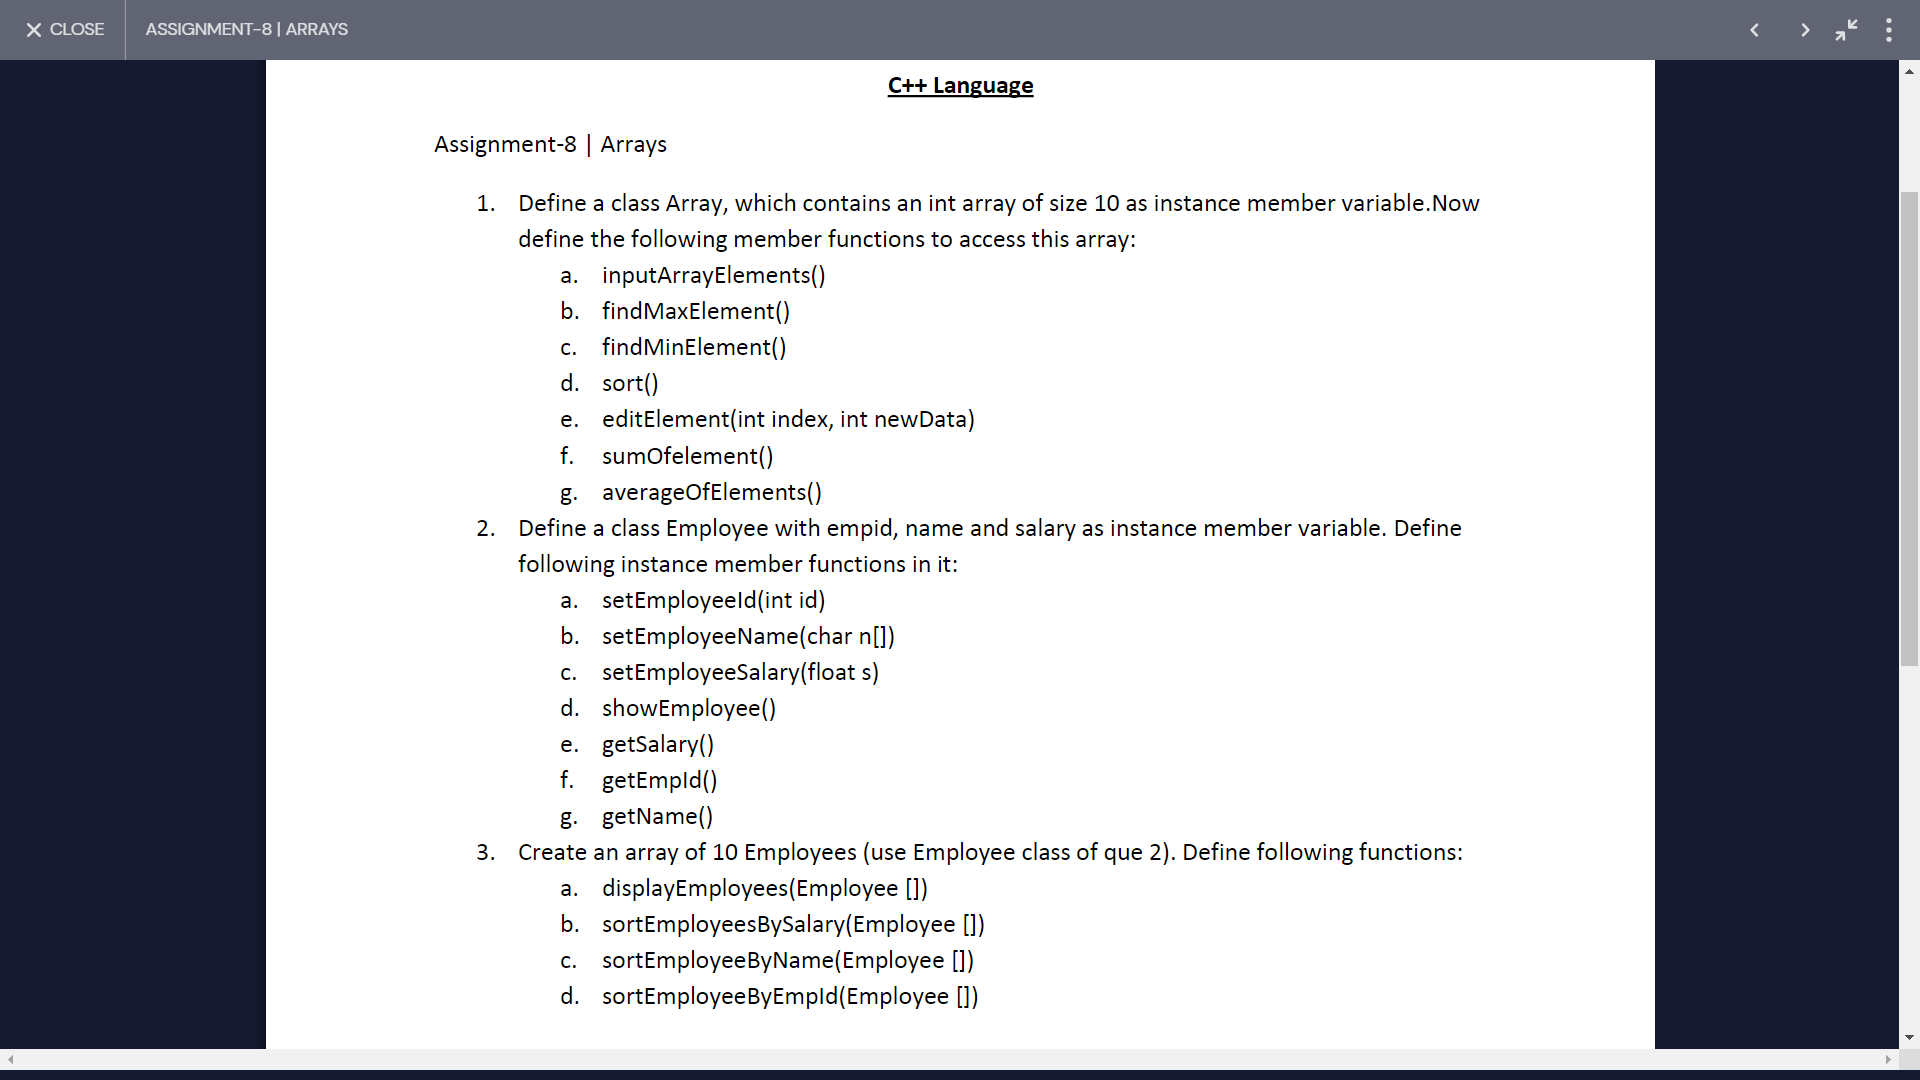 CLOSE
ASSIGNMENT-8 | ARRAYS
C++ Language
Assignment-8 | Arrays
1. Define a class Array, which contains an int array of size 10 as instance member variable.Now
define the following member functions to access this array:
a. inputArrayElements()
b. findMaxElement()
c. findMinElement()
d. sort()
e. editElement(int index, int newData)
f. sumOfelement()
g. averageOfElements()
2. Define a class Employee with empid, name and salary as instance member variable. Define
following instance member functions in it:
a. setEmployeeId(int id)
b. setEmployeeName(char n[])
c. setEmployeeSalary(float s)
d. showEmployee()
e. getSalary()
f. getEmpId()
g. getName()
3. Create an array of 10 Employees (use Employee class of que 2). Define following functions:
a. displayEmployees(Employee [])
b. sortEmployeesBySalary(Employee [])
c. sortEmployeeByName(Employee [])
d. sortEmployeeByEmpId(Employee [])